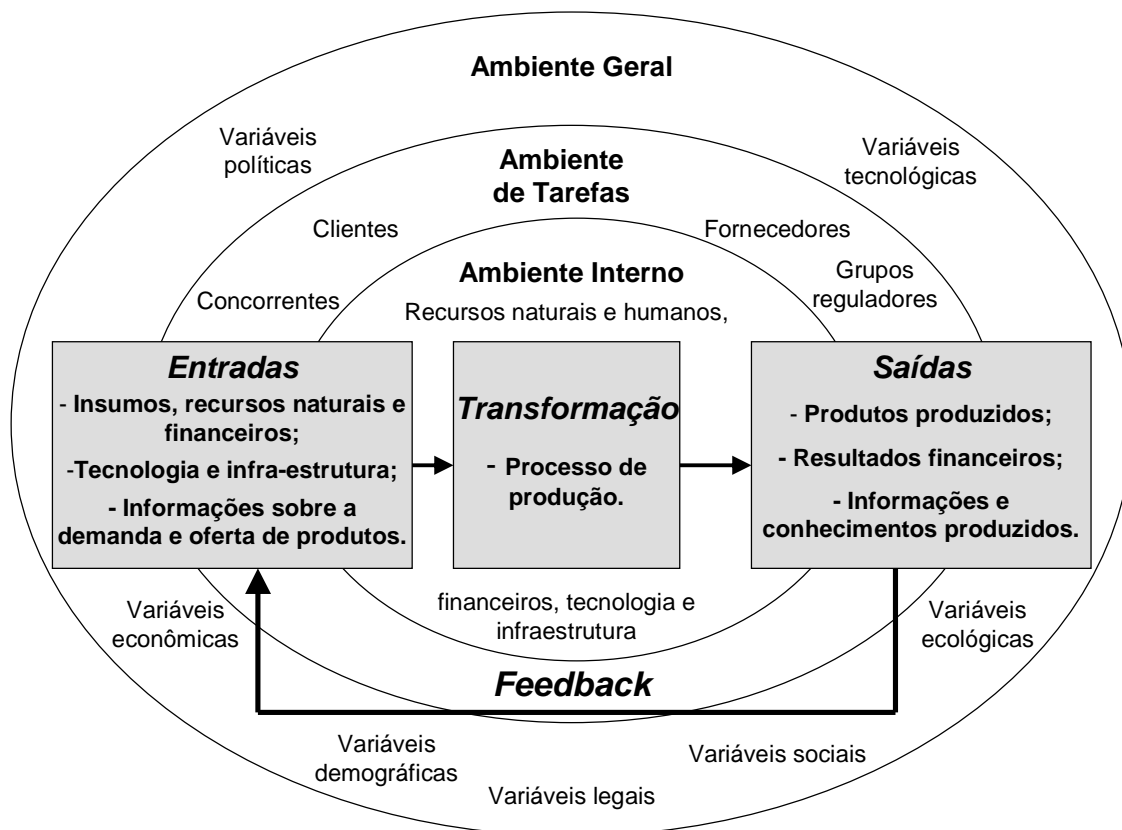 Ambiente Geral
Variáveis
políticas
Variáveis
tecnológicas
Ambiente
de Tarefas
Clientes
Fornecedores
Concorrentes
Grupos
reguladores
Ambiente Interno
Recursos naturais e humanos,
Entradas
- Insumos, recursos naturais e
financeiros;
-Tecnologia e infra-estrutura;
- Informações sobre a
demanda e oferta de produtos.
Transformação
- Processo de
produção.
Saídas
- Produtos produzidos;
- Resultados financeiros;
- Informações e
conhecimentos produzidos.
financeiros, tecnologia e
infraestrutura
Variáveis
econômicas
Variáveis
ecológicas
Feedback
Variáveis
demográficas
Variáveis sociais
Variáveis legais